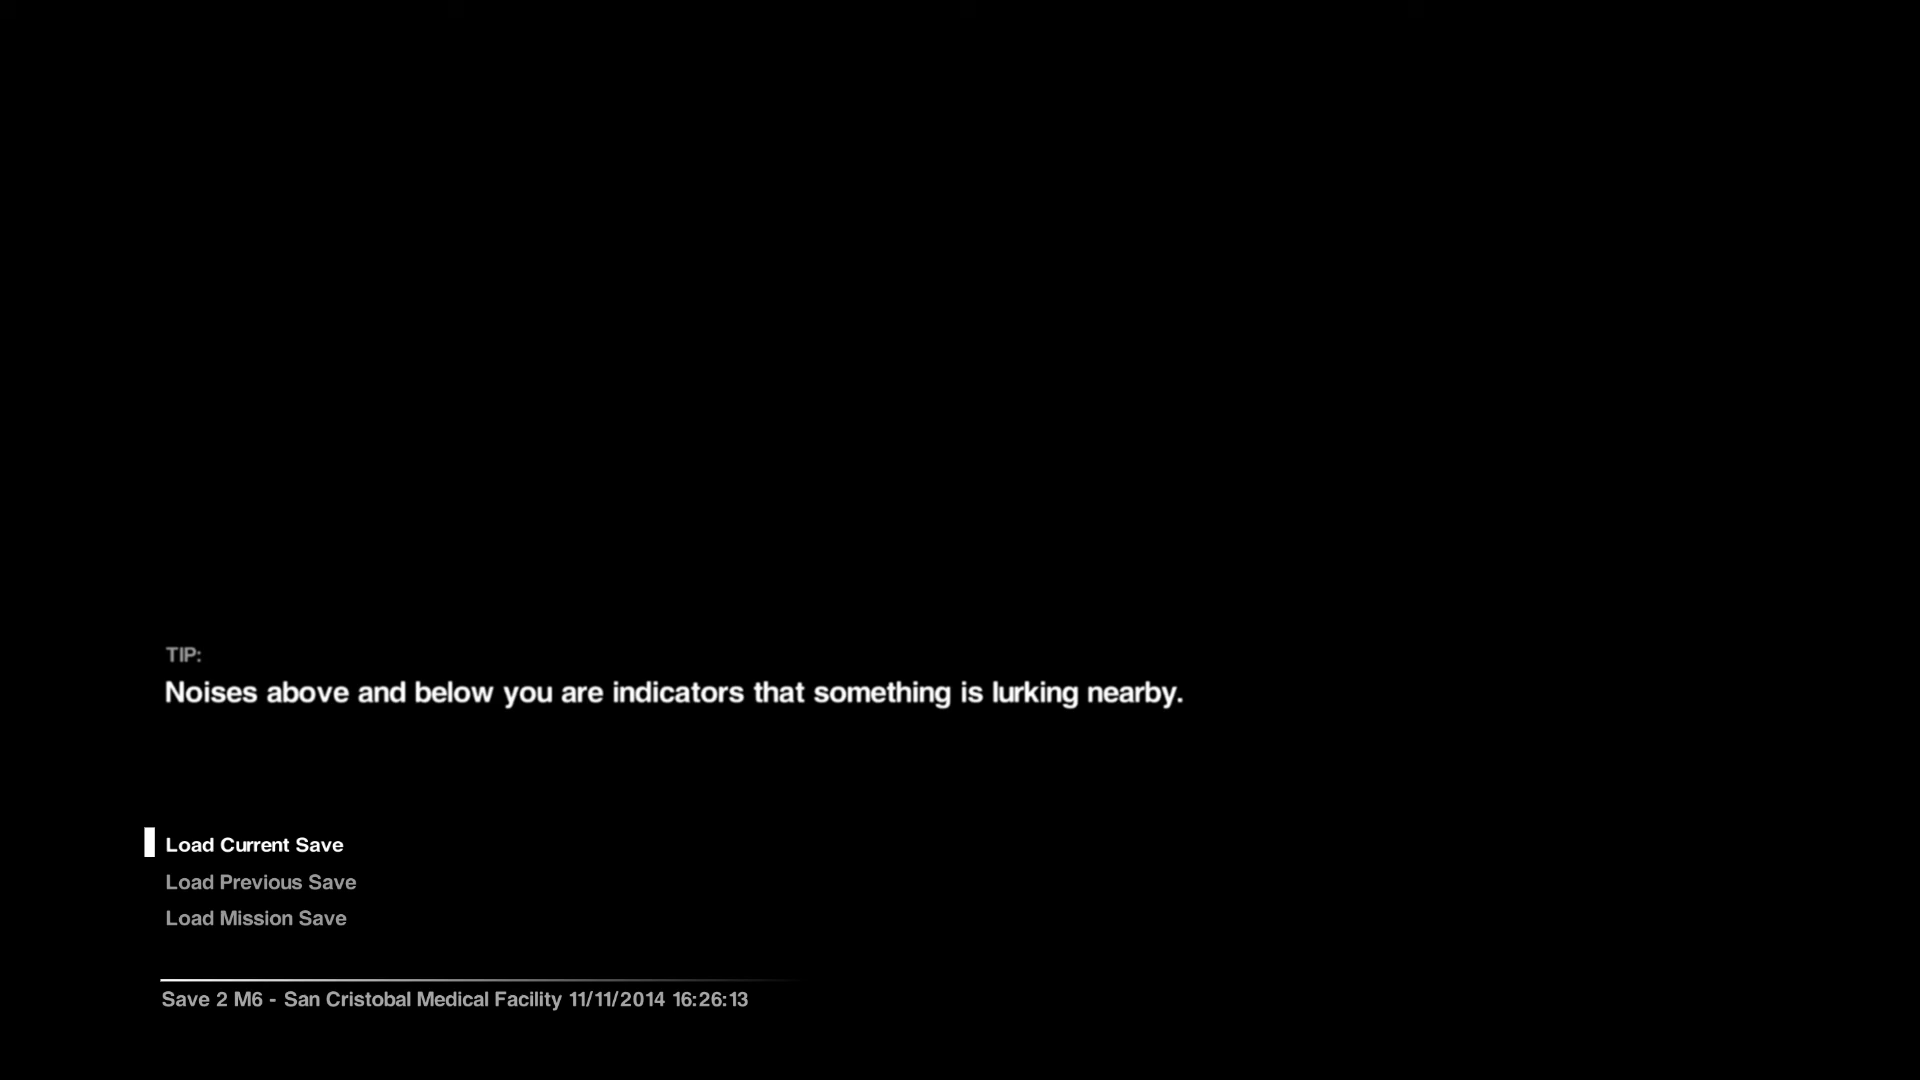 TIP:
Noises above and below you are indicators that something is lurking nearby.
Load Current Save
Load Previous Save
Load Mission Save
Save 2 M6 - San Cristobal Medical Facility 11/11/2014 16:26:13